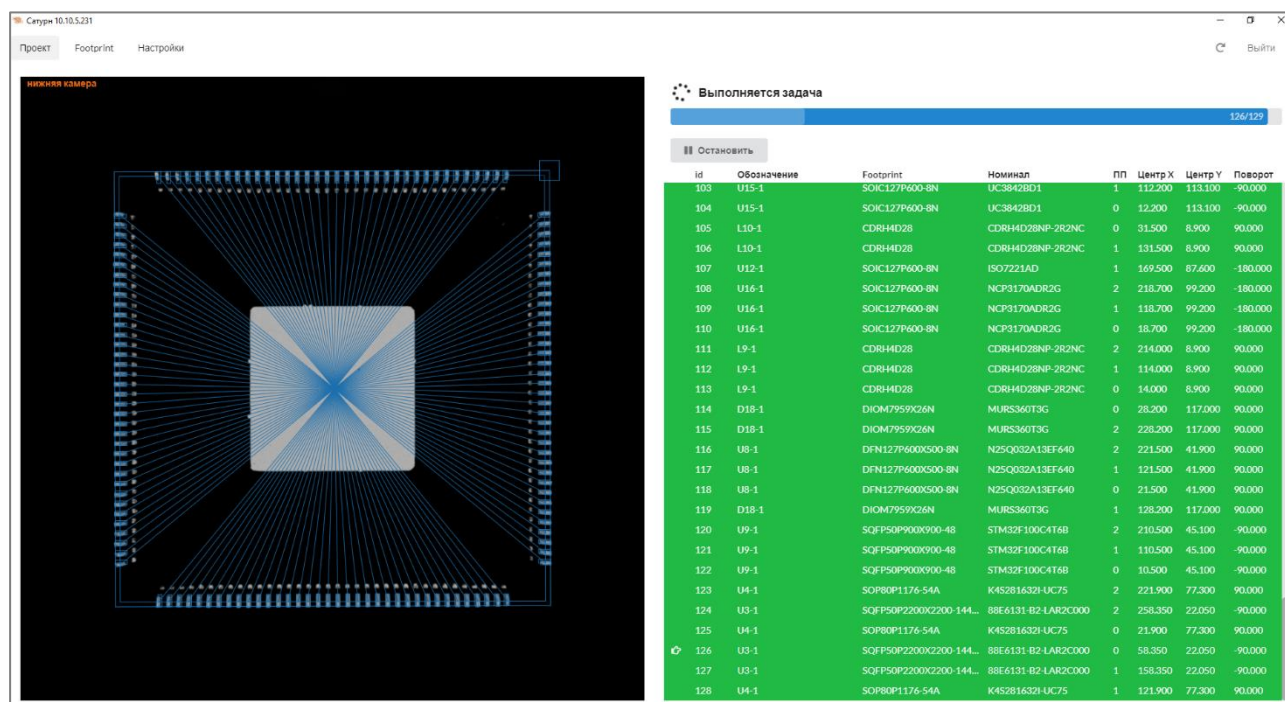 Сатурн 10.10.5.231
Проект Footprint Настройки Выйти
нижняя камера
Выполняется задача
126/129
Остановить
id Обозначение Footprint Номинал ПП Центр X Центр Y Поворот
103 U15-1 SOIC127P600-8N UC3842BD1 1 112.200 113.100 -90.000
104 U15-1 SOIC127P600-8N UC3842BD1 0 12.200 113.100 -90.000
105 L10-1 CDRH4D28 CDRH4D28NP-2R2NC 0 31.500 8.900 90.000
106 L10-1 CDRH4D28 CDRH4D28NP-2R2NC 1 131.500 8.900 90.000
107 U12-1 SOIC127P600-8N ISO7221AD 1 169.500 87.600 -180.000
108 U16-1 SOIC127P600-8N NCP3170ADR2G 2 218.700 99.200 -180.000
109 U16-1 SOIC127P600-8N NCP3170ADR2G 1 118.700 99.200 -180.000
110 U16-1 SOIC127P600-8N NCP3170ADR2G 0 18.700 99.200 -180.000
111 L9-1 CDRH4D28 CDRH4D28NP-2R2NC 2 214.000 8.900 90.000
112 L9-1 CDRH4D28 CDRH4D28NP-2R2NC 1 114.000 8.900 90.000
113 L9-1 CDRH4D28 CDRH4D28NP-2R2NC 0 14.000 8.900 90.000
114 D18-1 DIOM7959X26N MURS360T3G 0 28.200 117.000 90.000
115 D18-1 DIOM7959X26N MURS360T3G 2 228.200 117.000 90.000
116 U8-1 DFN127P600X500-8N N25Q032A13EF640 2 221.500 41.900 90.000
117 U8-1 DFN127P600X500-8N N25Q032A13EF640 1 121.500 41.900 90.000
118 U8-1 DFN127P600X500-8N N25Q032A13EF640 0 21.500 41.900 90.000
119 D18-1 DIOM7959X26N MURS360T3G 1 128.200 117.000 90.000
120 U9-1 SQFP50P900X900-48 STM32F100C4T6B 2 210.500 45.100 -90.000
121 U9-1 SQFP50P900X900-48 STM32F100C4T6B 1 110.500 45.100 -90.000
122 U9-1 SQFP50P900X900-48 STM32F100C4T6B 0 10.500 45.100 -90.000
123 U4-1 SOP80P1176-54A K4S281632I-UC75 2 221.900 77.300 90.000
124 U3-1 SQFP50P2200X2200-144... 88E6131-B2-LAR2C000 2 258.350 22.050 -90.000
125 U4-1 SOP80P1176-54A K4S281632I-UC75 0 21.900 77.300 90.000
126 U3-1 SQFP50P2200X2200-144... 88E6131-B2-LAR2C000 0 58.350 22.050 -90.000
127 U3-1 SQFP50P2200X2200-144... 88E6131-B2-LAR2C000 1 158.350 22.050 -90.000
128 U4-1 SOP80P1176-54A K4S281632I-UC75 1 121.900 77.300 90.000